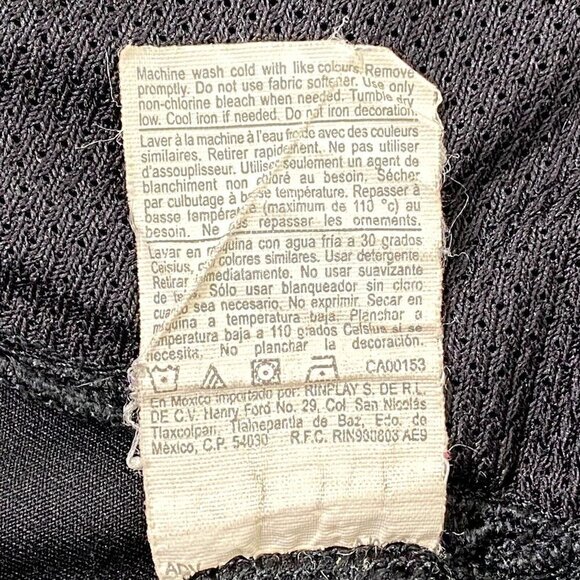 Machine wash cold with like colours. Remove
promptly. Do not use fabric softener. Use only
non-chlorine bleach when needed. Tumble dry
low. Cool iron if needed. Do not iron decoration.
Laver à la machine à l'eau froide avec des couleurs
similaires. Retirer rapidement. Ne pas utiliser
d'assouplisseur. Utiliser seulement un agent de
blanchiment non chloré au besoin. Sécher
par culbutage à basse température. Repasser à
basse température (maximum de 110 °c) au
besoin. Ne pas repasser les ornements.
Lavar en máquina con agua fría a 30 grados
Celsius, con colores similares. Usar detergente.
Retirar inmediatamente. No usar suavizante
de tela. Sólo usar blanqueador sin cloro
cuando sea necesario. No exprimir. Secar en
máquina a temperatura baja. Planchar a
temperatura baja a 110 grados Celsius si se
necesita. No planchar la decoración.
CA00153
En Mexico importado por: RINPLAY S. DE R.L.
DE C.V. Henry Ford No. 29, Col San Nicolás
Tlaxcolpan, Tlalnepantla de Baz, Edo. de
México, C.P. 54030 R.F.C. RIN980803 AE9